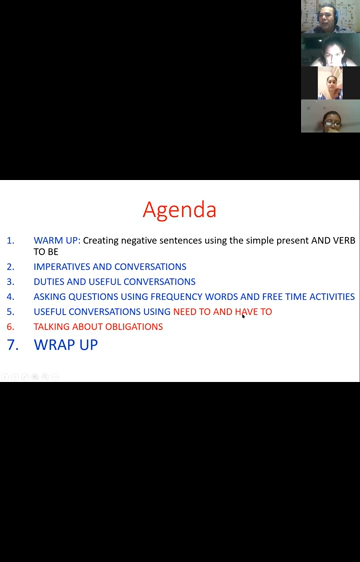 Agenda
1. WARM UP: Creating negative sentences using the simple present AND VERB
TO BE
2. IMPERATIVES AND CONVERSATIONS
3. DUTIES AND USEFUL CONVERSATIONS
4. ASKING QUESTIONS USING FREQUENCY WORDS AND FREE TIME ACTIVITIES
5. USEFUL CONVERSATIONS USING NEED TO AND HAVE TO
6. TALKING ABOUT OBLIGATIONS
7. WRAP UP